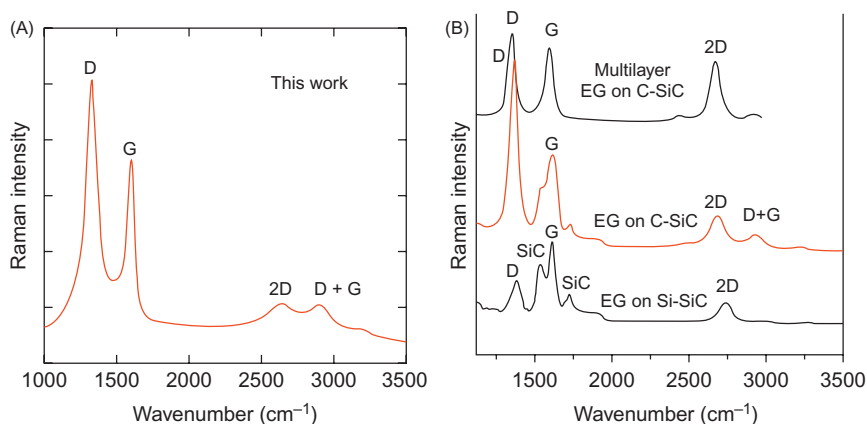 (A)
D
This work
G
2D D + G
Raman intensity
1000 1500 2000 2500 3000 3500
Wavenumber (cm⁻¹)
(B)
D
G
2D
D
Multilayer
EG on C-SiC
G
2D
D+G
EG on C-SiC
G
SiC
D
SiC
2D
EG on Si-SiC
Raman intensity
1500 2000 2500 3000 3500
Wavenumber (cm⁻¹)